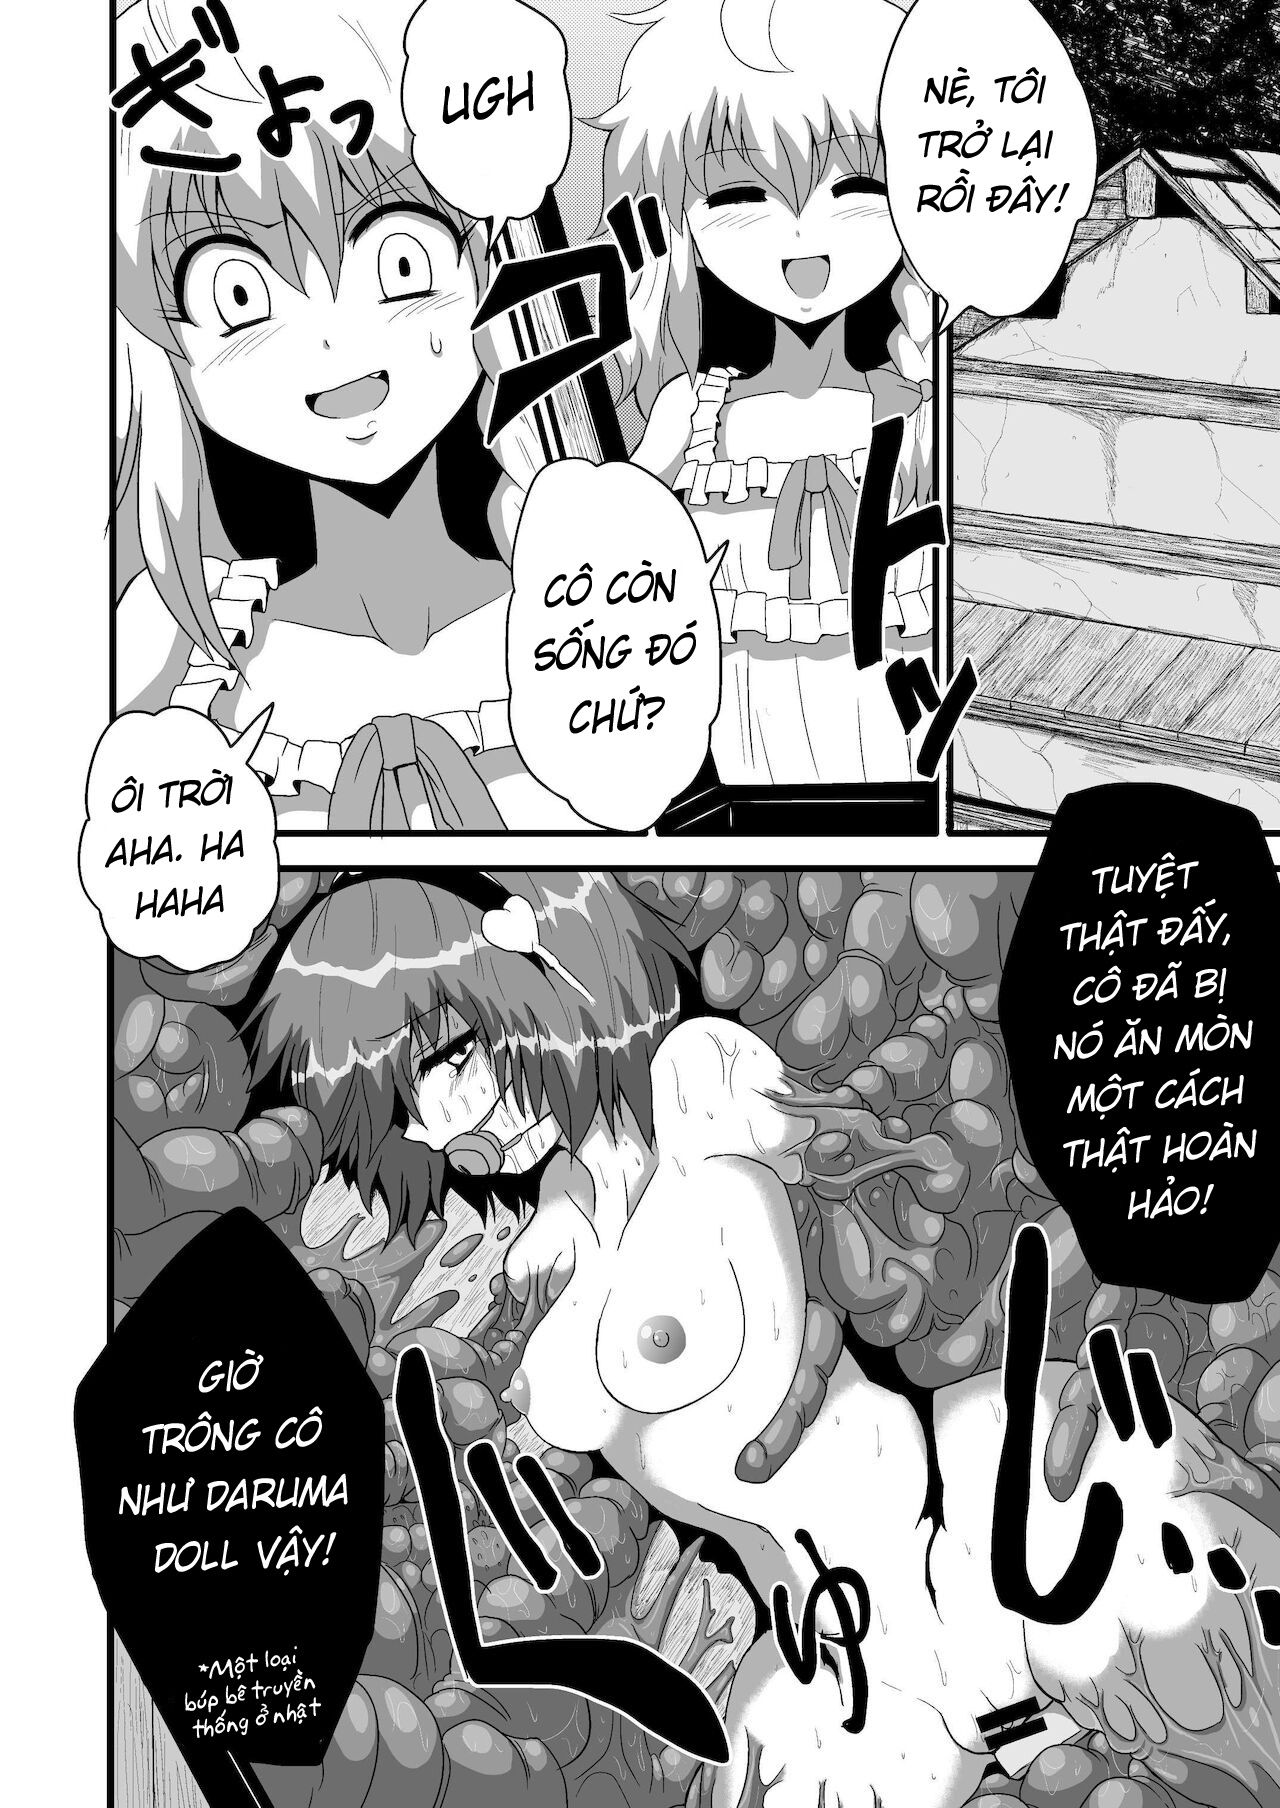 NÈ, TÔI
TRỞ LẠI
RỒI ĐÂY!
CÔ CÒN
SỐNG ĐÓ
CHỨ?
UGH
ぎょっ
ÔI TRỜI
AHA. HA
HAHA
TUYỆT
THẬT ĐẤY,
CÔ ĐÃ BỊ
NÓ ĂN MÒN
MỘT CÁCH
THẬT HOÀN
HẢO!
GIỜ
TRÔNG CÔ
NHƯ DARUMA
DOLL VẬY!
*Một loại
búp bê truyền
thống ở nhật